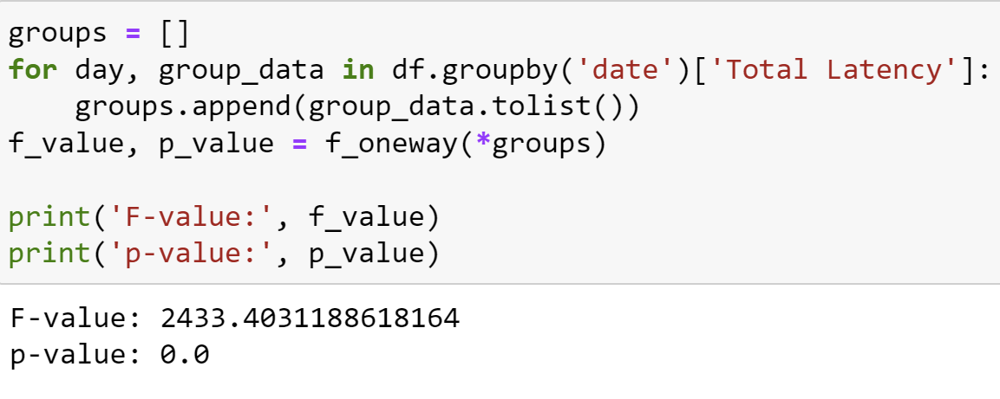 groups = []
for day, group_data in df.groupby('date')['Total Latency']:
    groups.append(group_data.tolist())
f_value, p_value = f_oneway(*groups)

print('F-value:', f_value)
print('p-value:', p_value)
F-value: 2433.4031188618164
p-value: 0.0